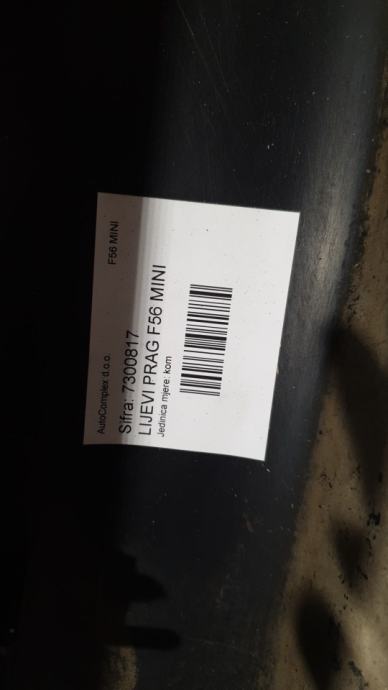 AutoComplex d.o.o. F56 MINI
Šifra: 7300817
LIJEVI PRAG F56 MINI
Jedinica mjere: kom